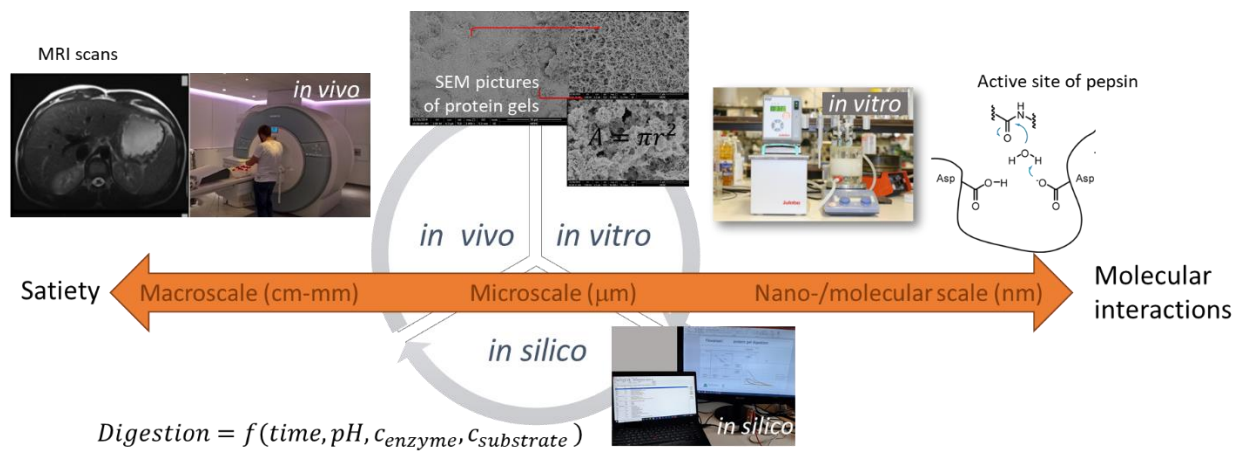 MRI scans
in vivo
SEM pictures
of protein gels
A = πr²
in vitro
Active site of pepsin
O
N
H
O
H
H
Asp
O
H
O
⁻O
O
Asp
in vivo
in vitro
Satiety
Macroscale (cm-mm)
Microscale (μm)
Nano-/molecular scale (nm)
Molecular
interactions
in silico
in silico
Digestion = f(time, pH, c_enzyme, c_substrate)